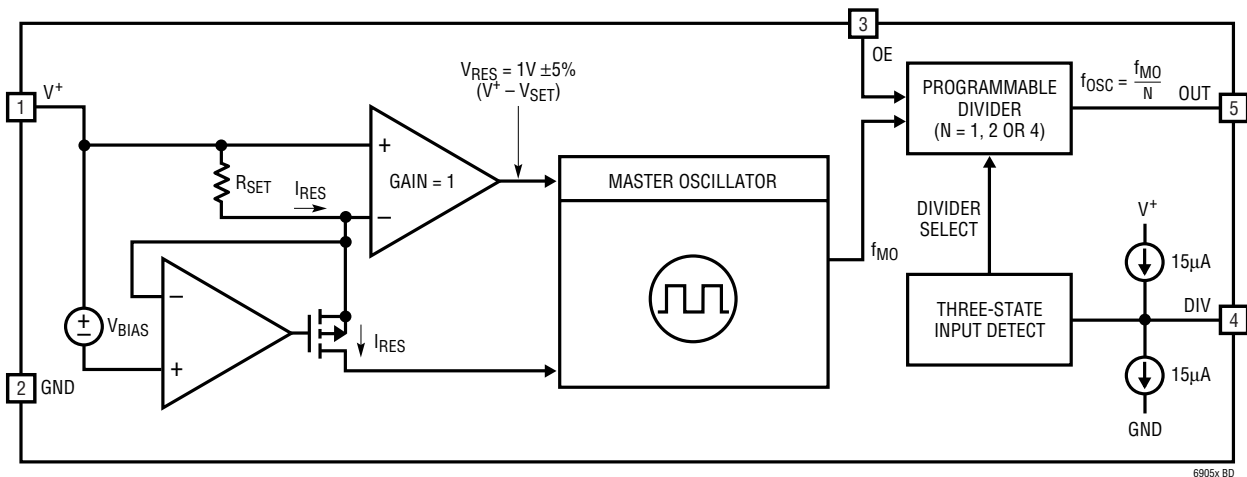 3
OE
1
V+
VRES = 1V ±5%
(V+ – VSET)
PROGRAMMABLE
DIVIDER
(N = 1, 2 OR 4)
fOSC = fMO
N
OUT
5
+
RSET
IRES
–
GAIN = 1
MASTER OSCILLATOR
fMO
DIVIDER
SELECT
V+
15µA
–
+
VBIAS
+
–
IRES
THREE-STATE
INPUT DETECT
DIV
4
2
GND
15µA
GND
6905x BD